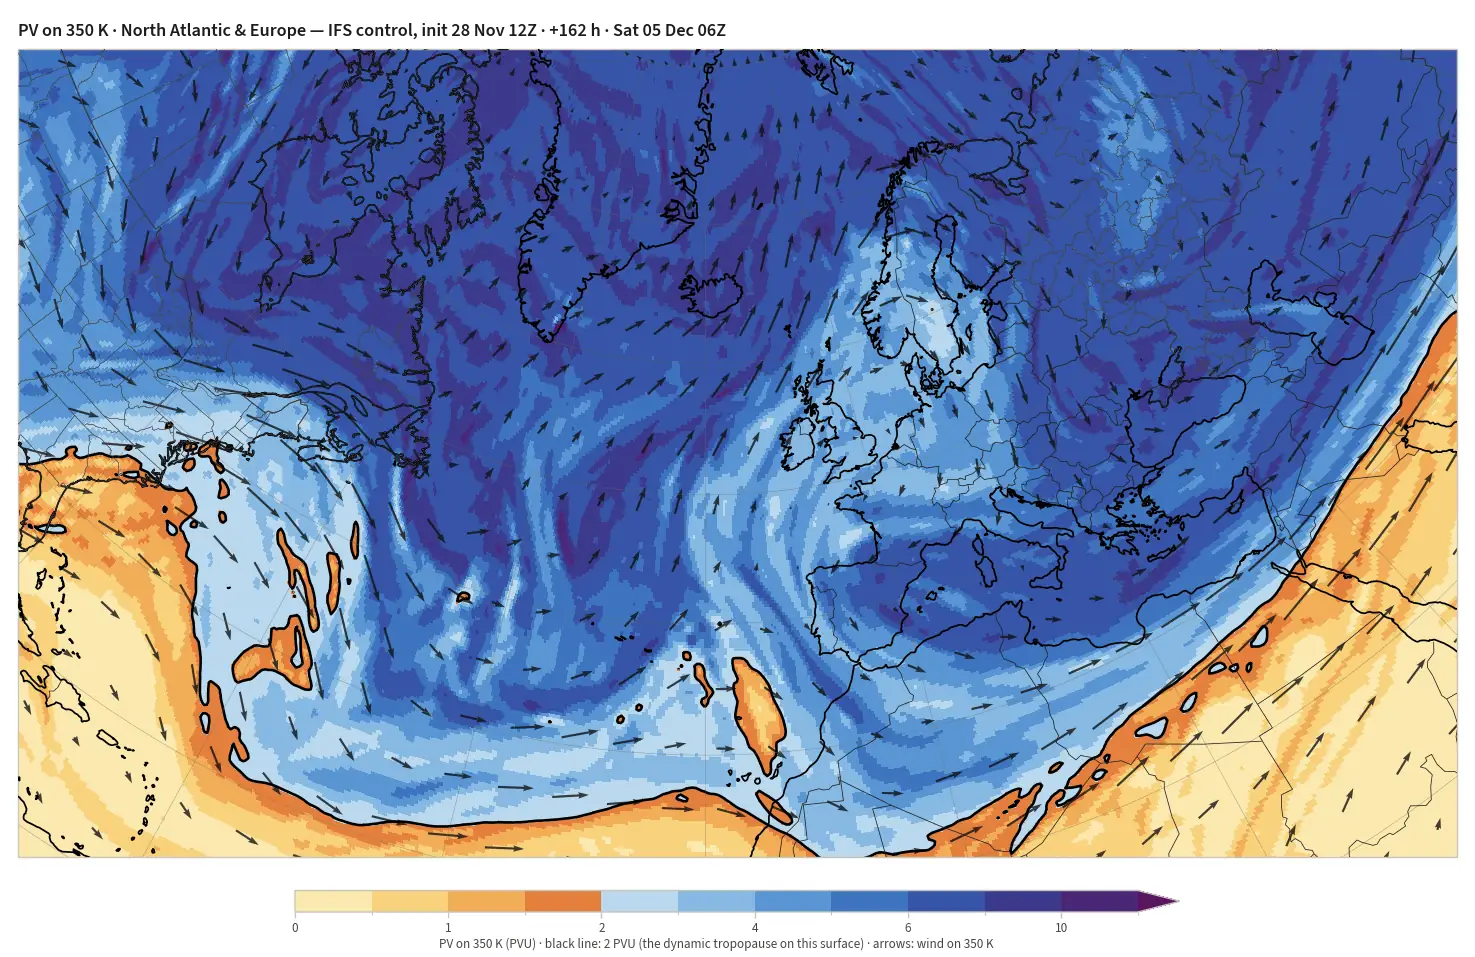 PV on 350 K · North Atlantic & Europe — IFS control, init 28 Nov 12Z · +162 h · Sat 05 Dec 06Z
0 1 2 4 6 10
PV on 350 K (PVU) · black line: 2 PVU (the dynamic tropopause on this surface) · arrows: wind on 350 K